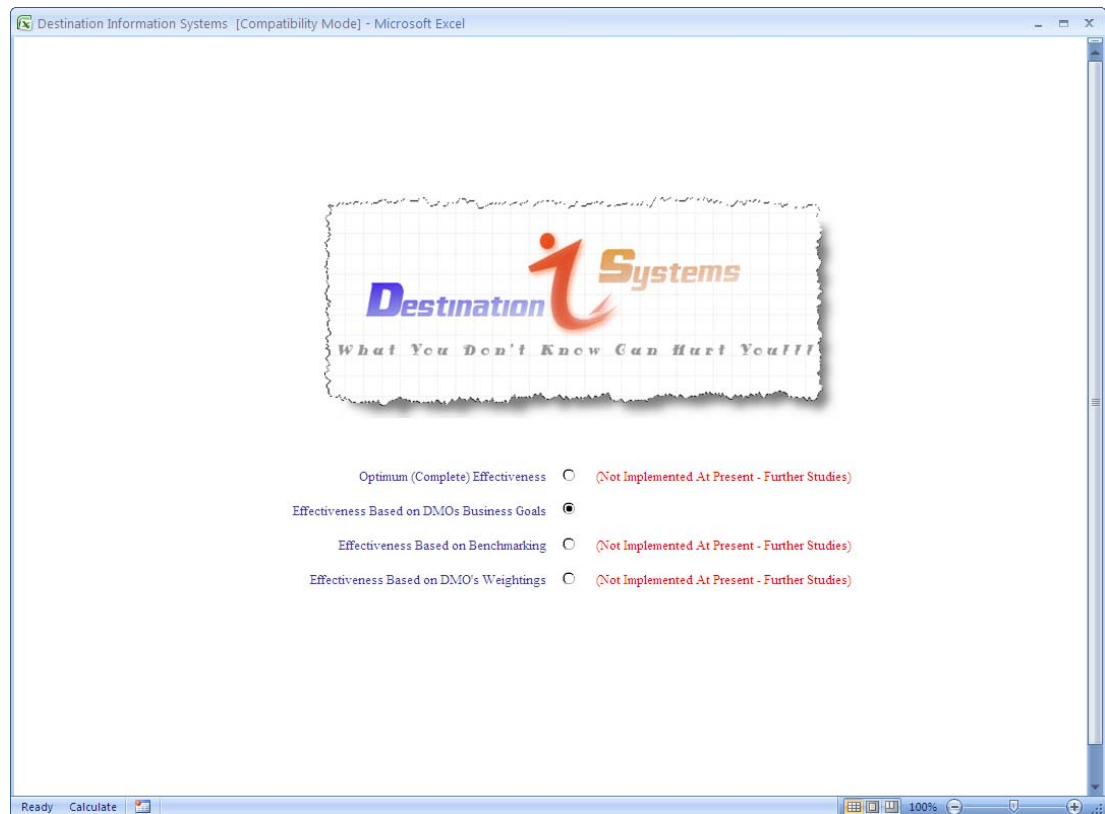 Destination Information Systems [Compatibility Mode] - Microsoft Excel
Systems
Destination i
What You Don't Know Can Hurt You!!!
Optimum (Complete) Effectiveness (Not Implemented At Present - Further Studies)
Effectiveness Based on DMOs Business Goals
Effectiveness Based on Benchmarking (Not Implemented At Present - Further Studies)
Effectiveness Based on DMO's Weightings (Not Implemented At Present - Further Studies)
Ready Calculate 100%